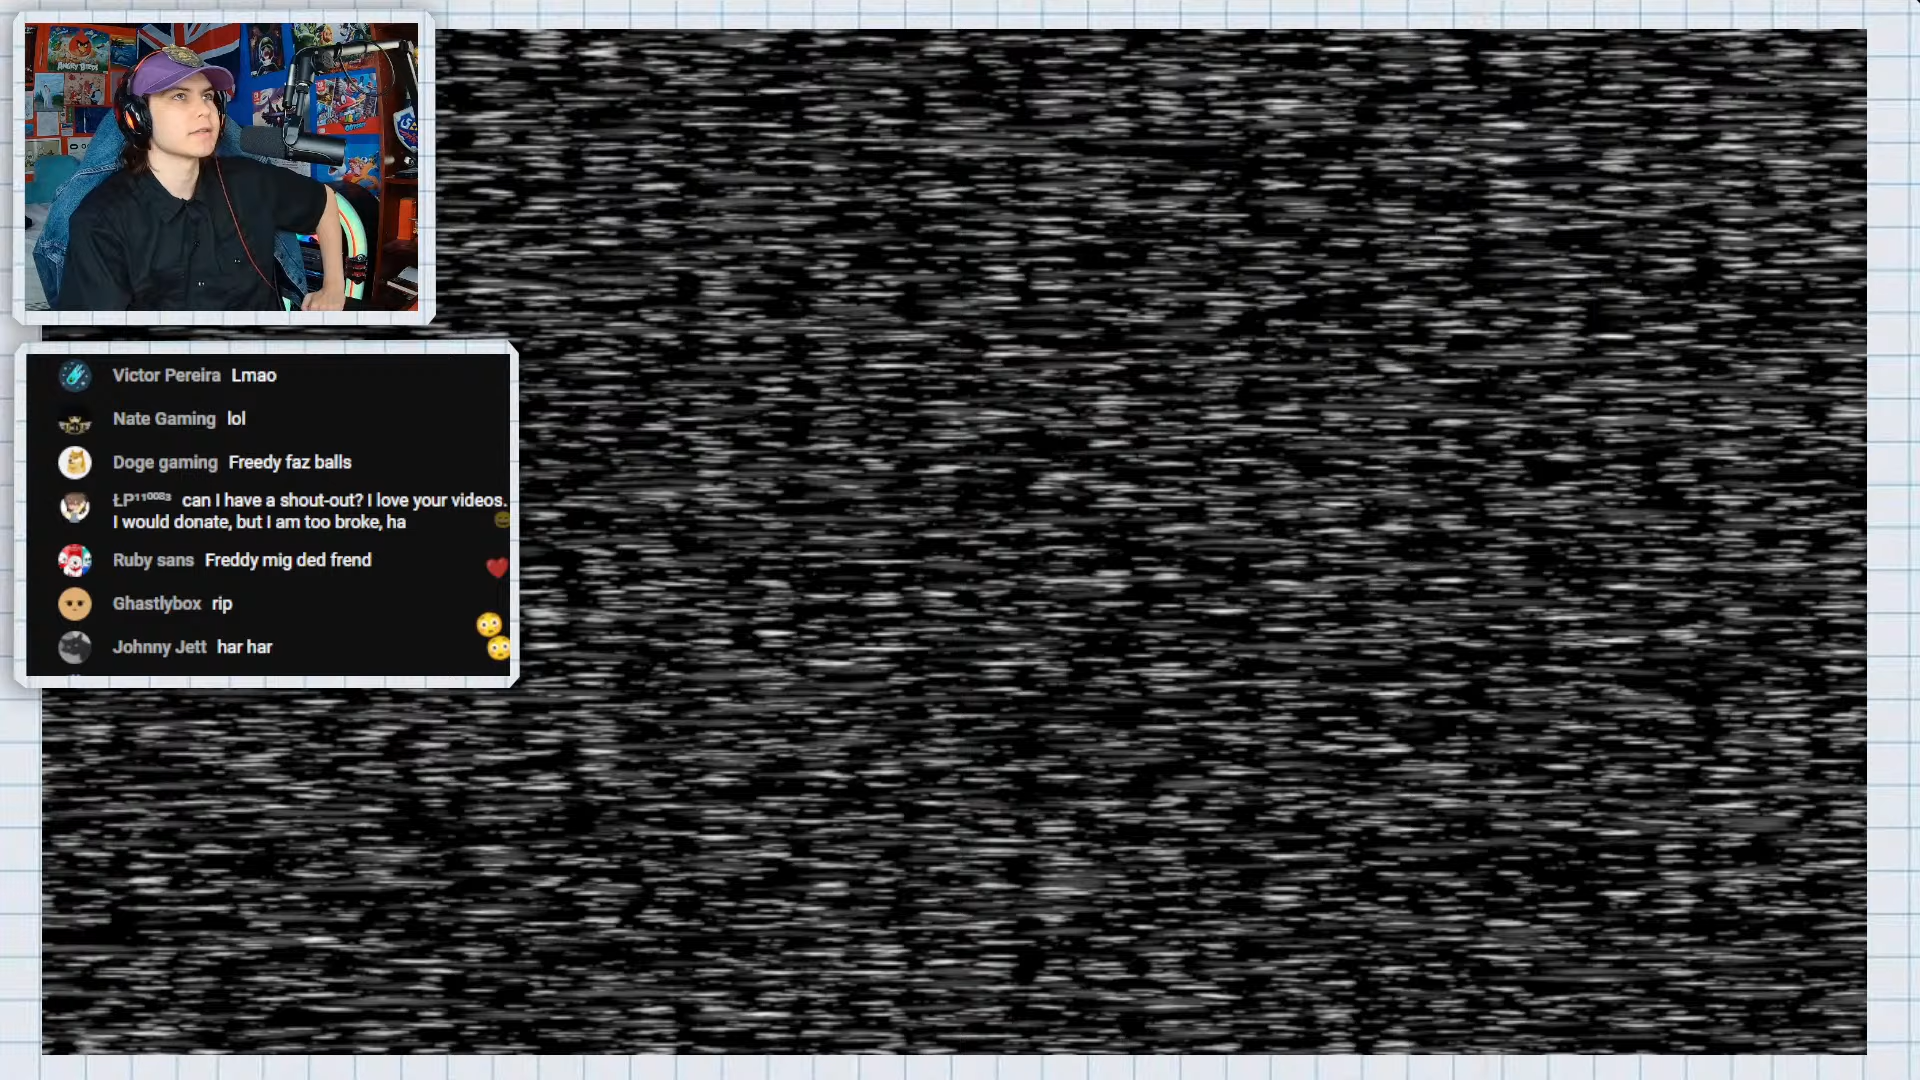 ANGRY BIRDS
Victor Pereira Lmao
Nate Gaming lol
Doge gaming Freedy faz balls
ŁP¹¹⁰⁰⁸³ can I have a shout-out? I love your videos.
I would donate, but I am too broke, ha
Ruby sans Freddy mig ded frend
Ghastlybox rip
Johnny Jett har har